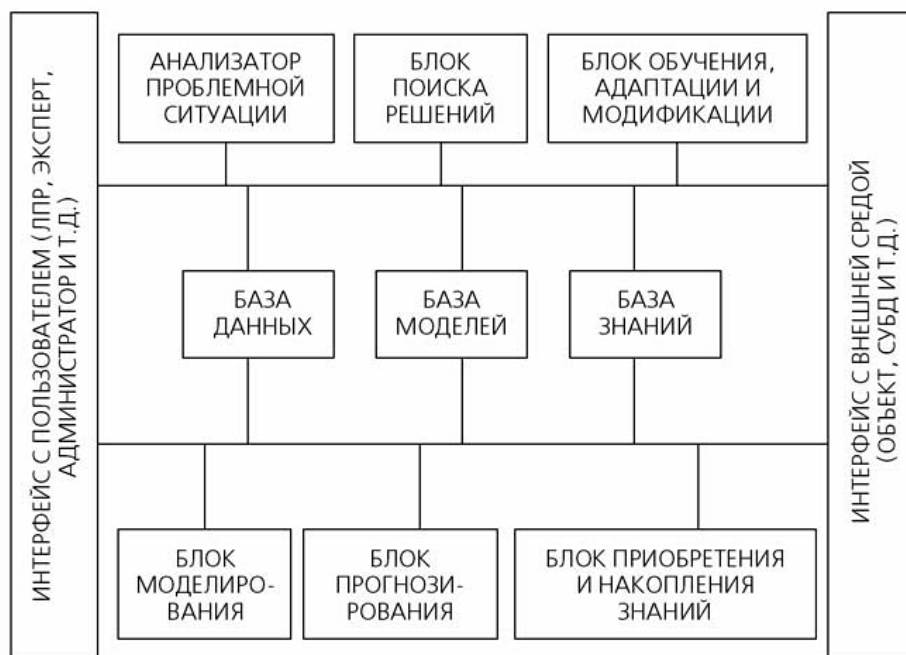 ИНТЕРФЕЙС С ПОЛЬЗОВАТЕЛЕМ (ЛПР, ЭКСПЕРТ,
АДМИНИСТРАТОР И Т.Д.)
АНАЛИЗАТОР
ПРОБЛЕМНОЙ
СИТУАЦИИ
БЛОК
ПОИСКА
РЕШЕНИЙ
БЛОК ОБУЧЕНИЯ,
АДАПТАЦИИ И
МОДИФИКАЦИИ
БАЗА
ДАННЫХ
БАЗА
МОДЕЛЕЙ
БАЗА
ЗНАНИЙ
БЛОК
МОДЕЛИРО-
ВАНИЯ
БЛОК
ПРОГНОЗИ-
РОВАНИЯ
БЛОК ПРИОБРЕТЕНИЯ
И НАКОПЛЕНИЯ
ЗНАНИЙ
ИНТЕРФЕЙС С ВНЕШНЕЙ СРЕДОЙ
(ОБЪЕКТ, СУБД И Т.Д.)